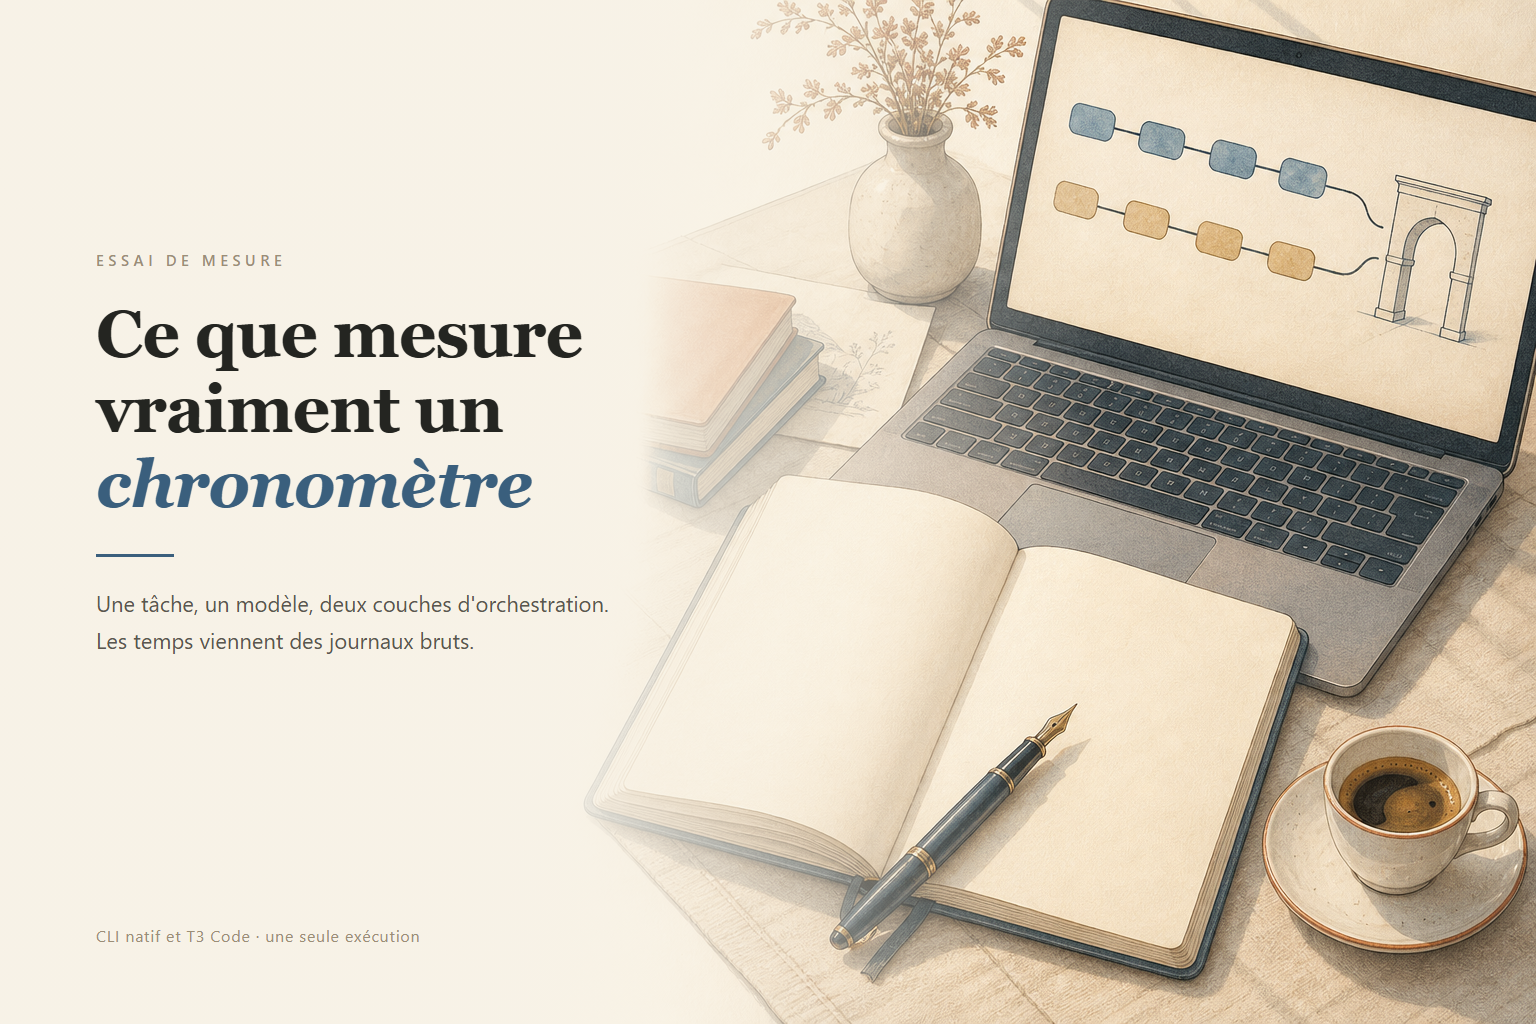 ESSAI DE MESURE
Ce que mesure
vraiment un
chronomètre
Une tâche, un modèle, deux couches d'orchestration.
Les temps viennent des journaux bruts.
CLI natif et T3 Code · une seule exécution